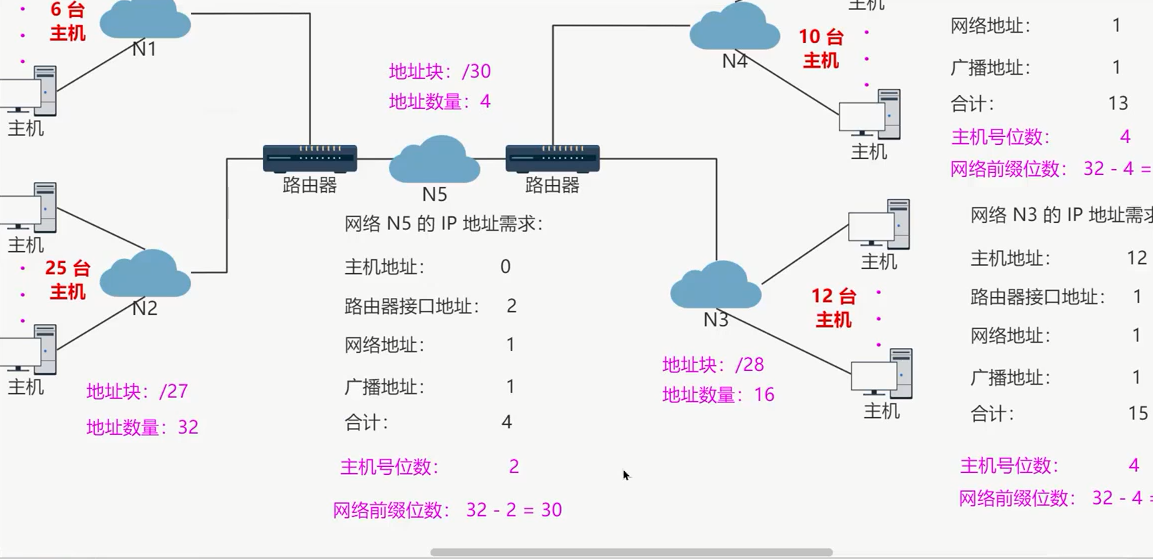 6 台
主机
N1
主机
地址块：/30
地址数量：4
N4
10 台
主机
主机
网络地址： 1
广播地址： 1
合计： 13
主机号位数： 4
网络前缀位数： 32 - 4 =
路由器
N5
路由器
主机
25 台
主机
N2
主机
地址块：/27
地址数量：32
网络 N5 的 IP 地址需求：
主机地址： 0
路由器接口地址： 2
网络地址： 1
广播地址： 1
合计： 4
主机号位数： 2
网络前缀位数： 32 - 2 = 30
主机
N3
12 台
主机
地址块：/28
地址数量：16
主机
网络 N3 的 IP 地址需
主机地址： 12
路由器接口地址： 1
网络地址： 1
广播地址： 1
合计： 15
主机号位数： 4
网络前缀位数： 32 - 4 =